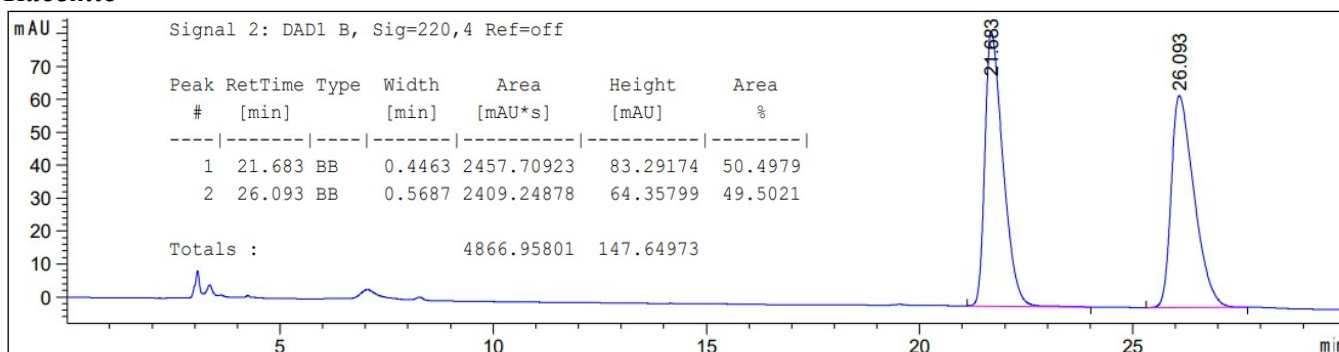 mAU
Signal 2: DAD1 B, Sig=220,4 Ref=off
Peak RetTime Type Width Area Height Area
# [min] [min] [mAU*s] [mAU] %
----|-------|----|-------|----------|----------|--------|
1 21.683 BB 0.4463 2457.70923 83.29174 50.4979
2 26.093 BB 0.5687 2409.24878 64.35799 49.5021
Totals : 4866.95801 147.64973
21.683
26.093
70
60
50
40
30
20
10
0
5 10 15 20 25